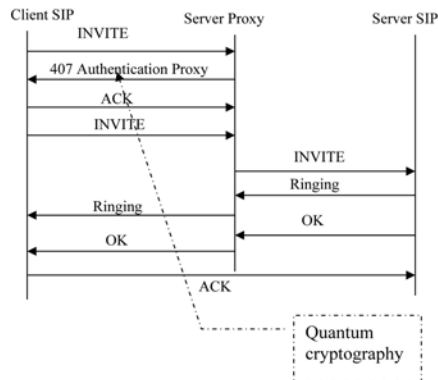 Client SIP
Server Proxy
Server SIP
INVITE
407 Authentication Proxy
ACK
INVITE
INVITE
Ringing
Ringing
OK
OK
ACK
Quantum
cryptography